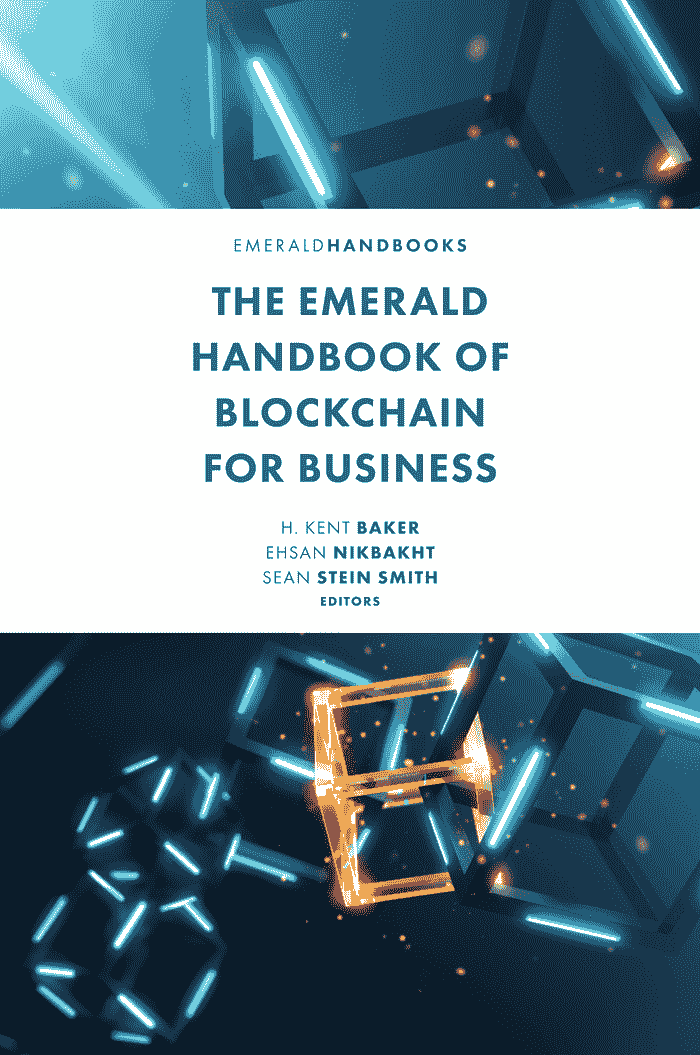 EMERALDHANDBOOKS
THE EMERALD
HANDBOOK OF
BLOCKCHAIN
FOR BUSINESS
H. KENT BAKER
EHSAN NIKBAKHT
SEAN STEIN SMITH
EDITORS